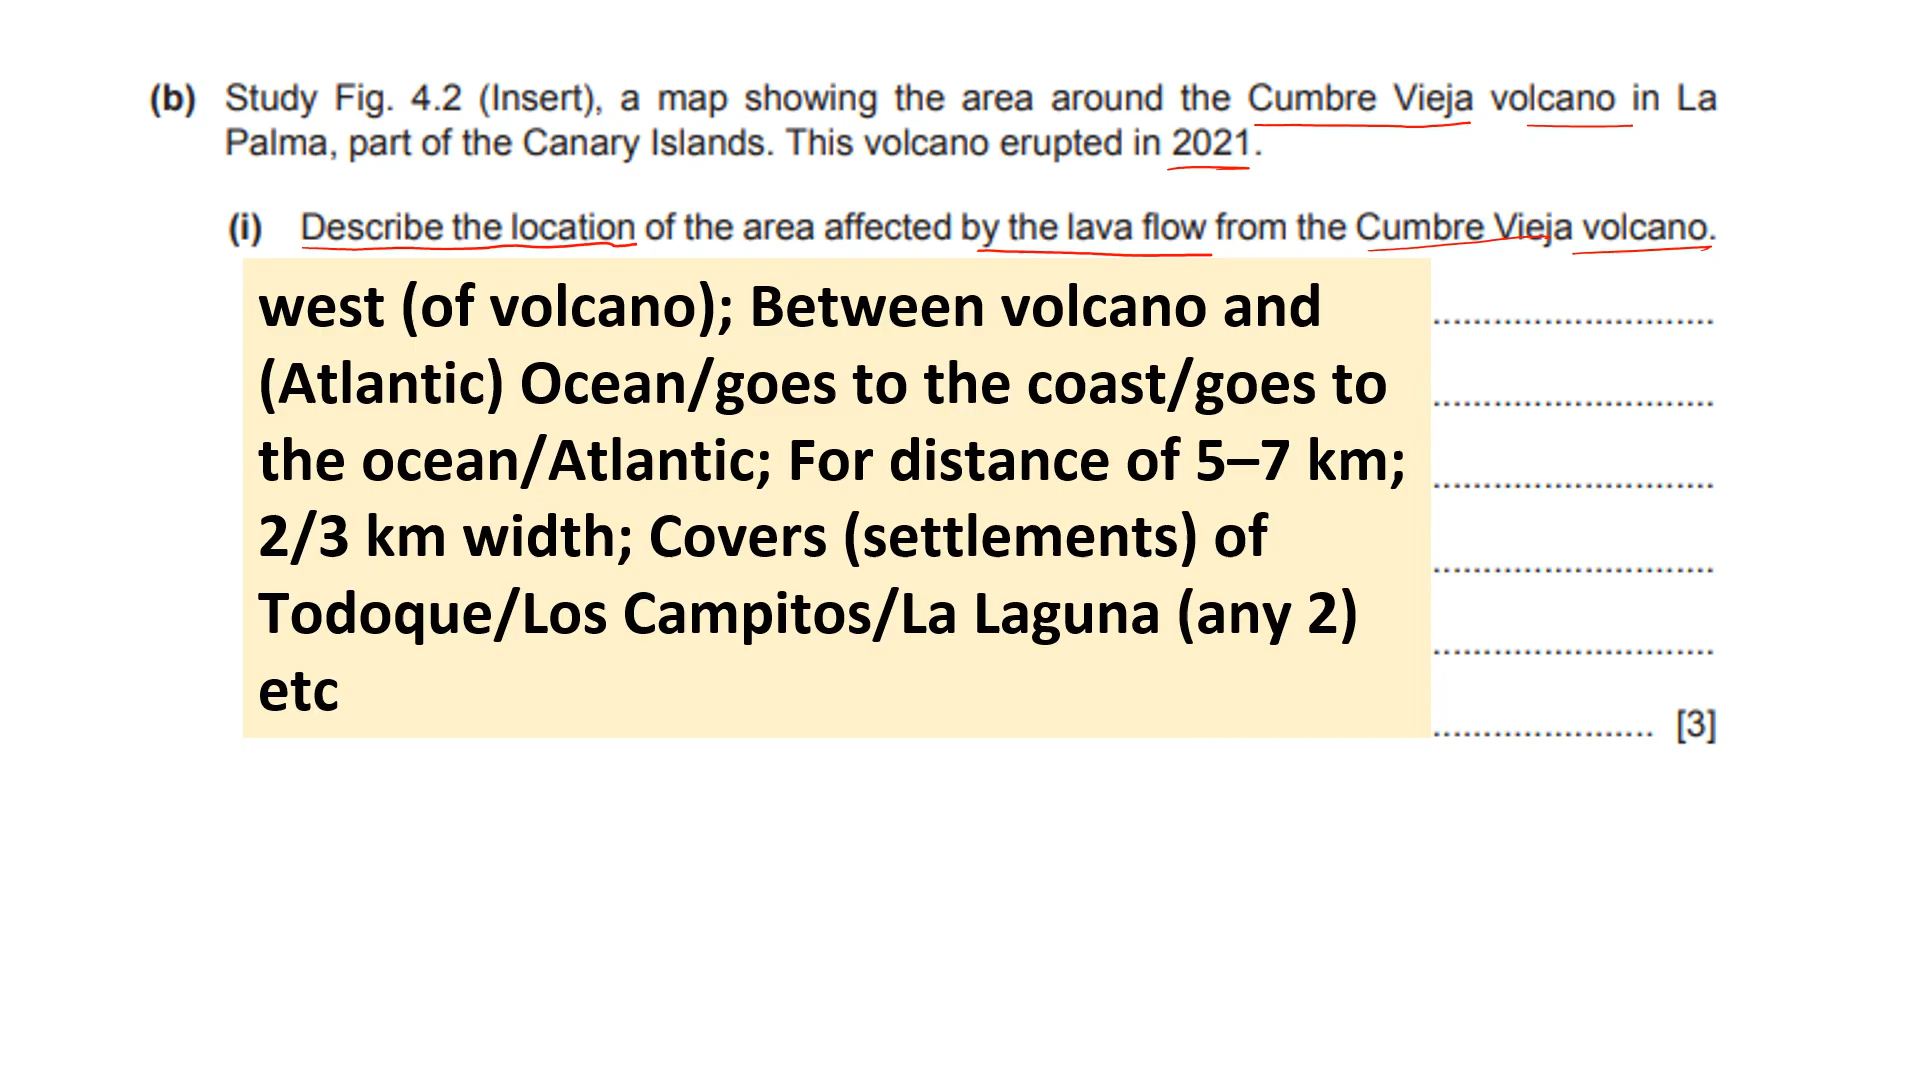 (b) Study Fig. 4.2 (Insert), a map showing the area around the Cumbre Vieja volcano in La
Palma, part of the Canary Islands. This volcano erupted in 2021.
(i) Describe the location of the area affected by the lava flow from the Cumbre Vieja volcano.
west (of volcano); Between volcano and
(Atlantic) Ocean/goes to the coast/goes to
the ocean/Atlantic; For distance of 5–7 km;
2/3 km width; Covers (settlements) of
Todoque/Los Campitos/La Laguna (any 2)
etc
[3]